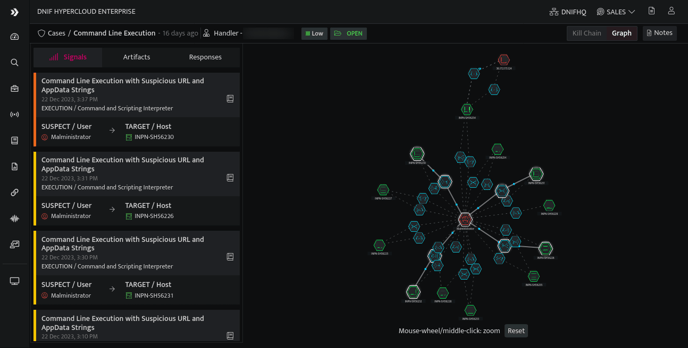 DNIF HYPERCLOUD ENTERPRISE
DNIFHQ
SALES
Cases / Command Line Execution - 16 days ago
Handler -
Low
OPEN
Kill Chain
Graph
Notes
Signals
Artifacts
Responses
Command Line Execution with Suspicious URL and
AppData Strings
22 Dec 2023, 3:37 PM
EXECUTION / Command and Scripting Interpreter
SUSPECT / User
TARGET / Host
Malministrator
INPN-SH56230
Command Line Execution with Suspicious URL and
AppData Strings
22 Dec 2023, 3:31 PM
EXECUTION / Command and Scripting Interpreter
SUSPECT / User
TARGET / Host
Malministrator
INPN-SH56226
Command Line Execution with Suspicious URL and
AppData Strings
22 Dec 2023, 3:30 PM
EXECUTION / Command and Scripting Interpreter
SUSPECT / User
TARGET / Host
Malministrator
INPN-SH56231
Command Line Execution with Suspicious URL and
AppData Strings
22 Dec 2023, 3:10 PM
Mouse-wheel/middle-click: zoom
Reset